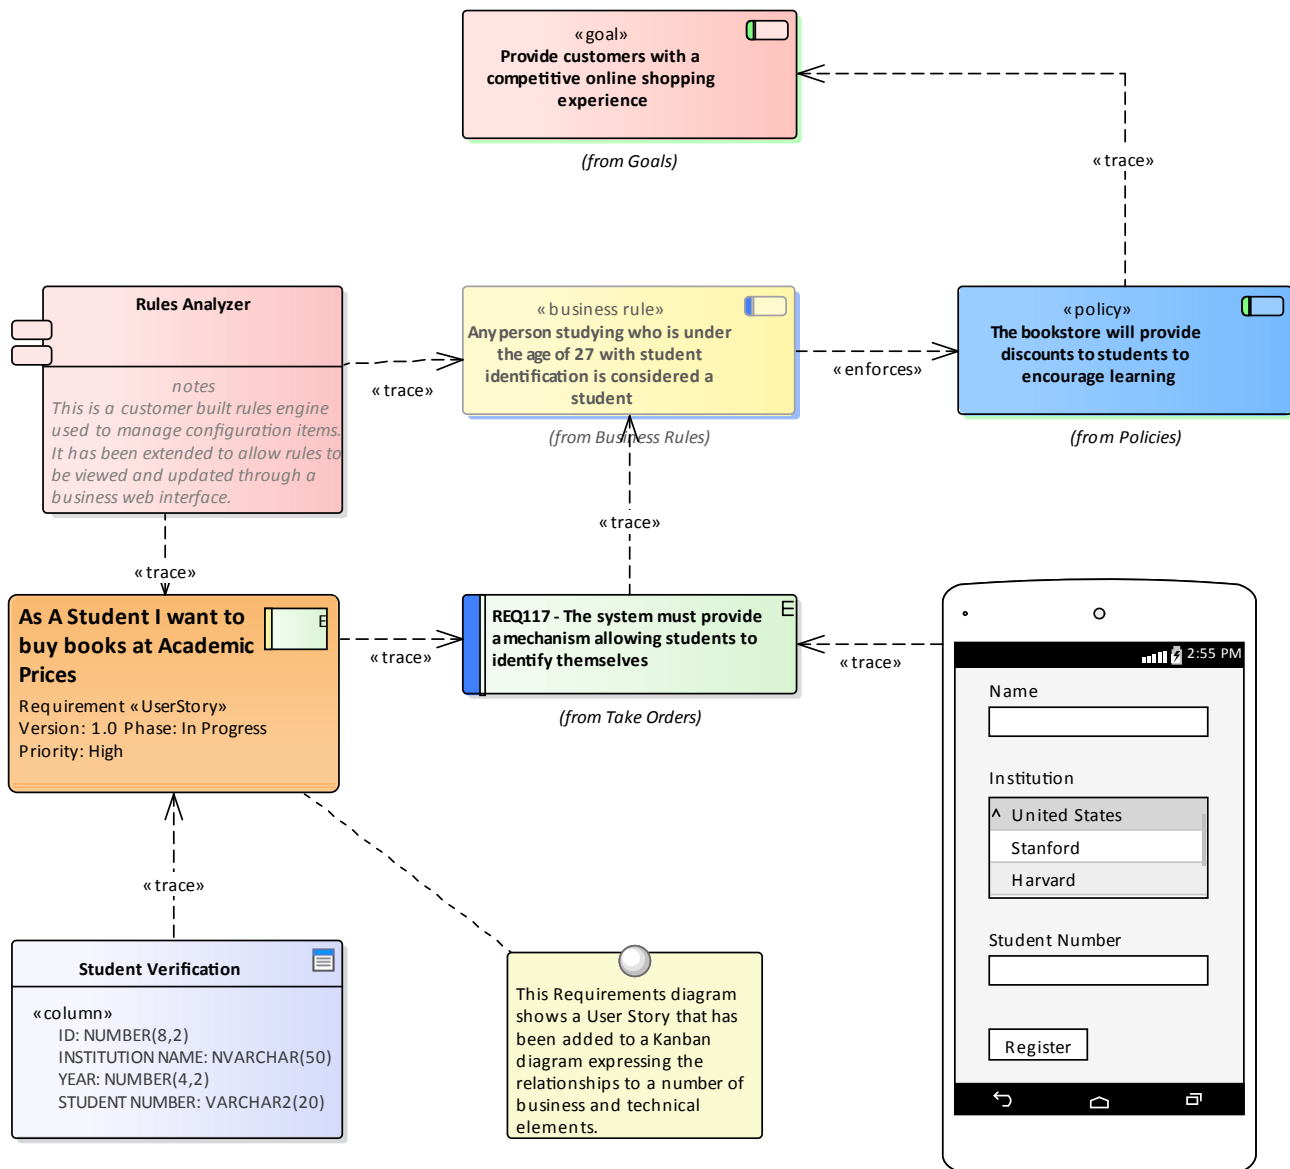 «goal»
Provide customers with a
competitive online shopping
experience
(from Goals)
«trace»
Rules Analyzer
notes
This is a customer built rules engine
used to manage configuration items.
It has been extended to allow rules to
be viewed and updated through a
business web interface.
«trace»
«business rule»
Any person studying who is under
the age of 27 with student
identification is considered a
student
(from Business Rules)
«enforces»
«policy»
The bookstore will provide
discounts to students to
encourage learning
(from Policies)
«trace»
«trace»
As A Student I want to
buy books at Academic
Prices
E
Requirement «UserStory»
Version: 1.0 Phase: In Progress
Priority: High
«trace»
REQ117 - The system must provide
a mechanism allowing students to
identify themselves
E
(from Take Orders)
«trace»
2:55 PM
Name
Institution
^ United States
Stanford
Harvard
Student Number
Register
«trace»
Student Verification
«column»
ID: NUMBER(8,2)
INSTITUTION NAME: NVARCHAR(50)
YEAR: NUMBER(4,2)
STUDENT NUMBER: VARCHAR2(20)
This Requirements diagram
shows a User Story that has
been added to a Kanban
diagram expressing the
relationships to a number of
business and technical
elements.